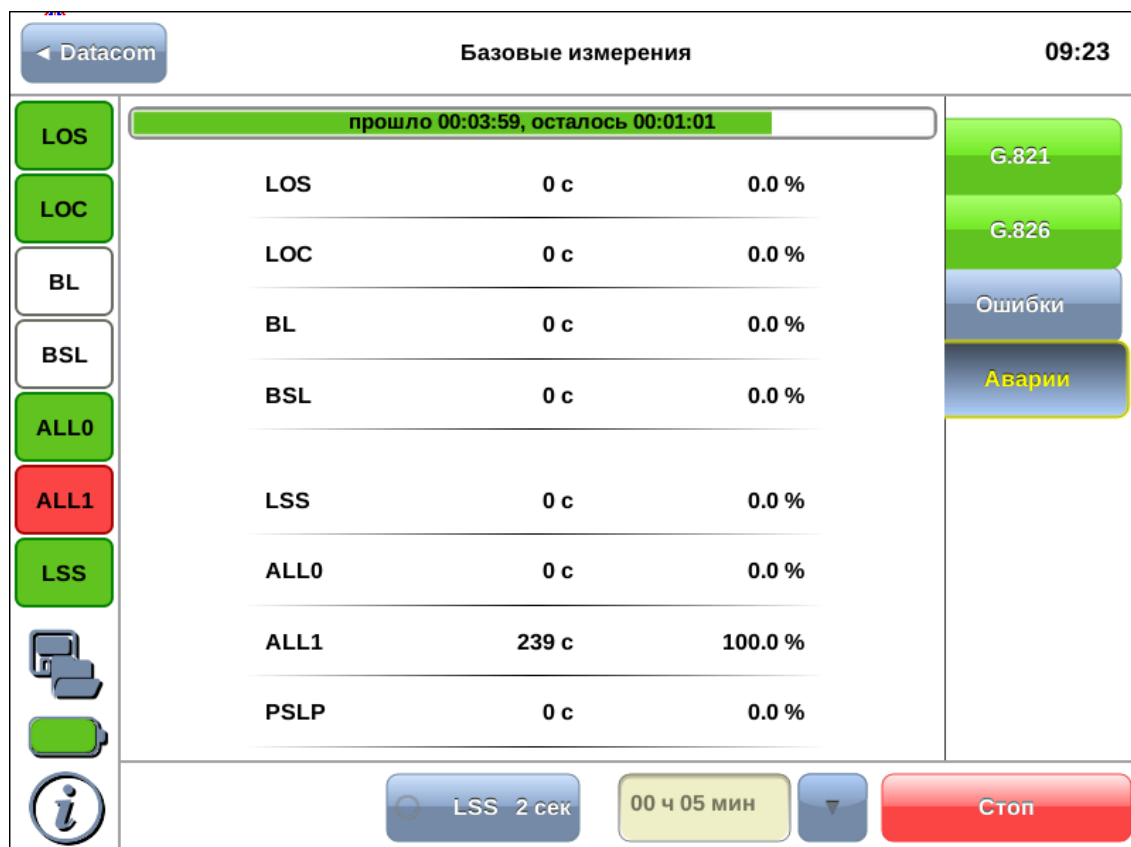 ◄ Datacom Базовые измерения 09:23
прошло 00:03:59, осталось 00:01:01
LOS
LOC
BL
BSL
ALL0
ALL1
LSS
LOS 0 с 0.0 %
LOC 0 с 0.0 %
BL 0 с 0.0 %
BSL 0 с 0.0 %
LSS 0 с 0.0 %
ALL0 0 с 0.0 %
ALL1 239 с 100.0 %
PSLP 0 с 0.0 %
G.821
G.826
Ошибки
Аварии
i
LSS 2 сек 00 ч 05 мин ▼ Стоп